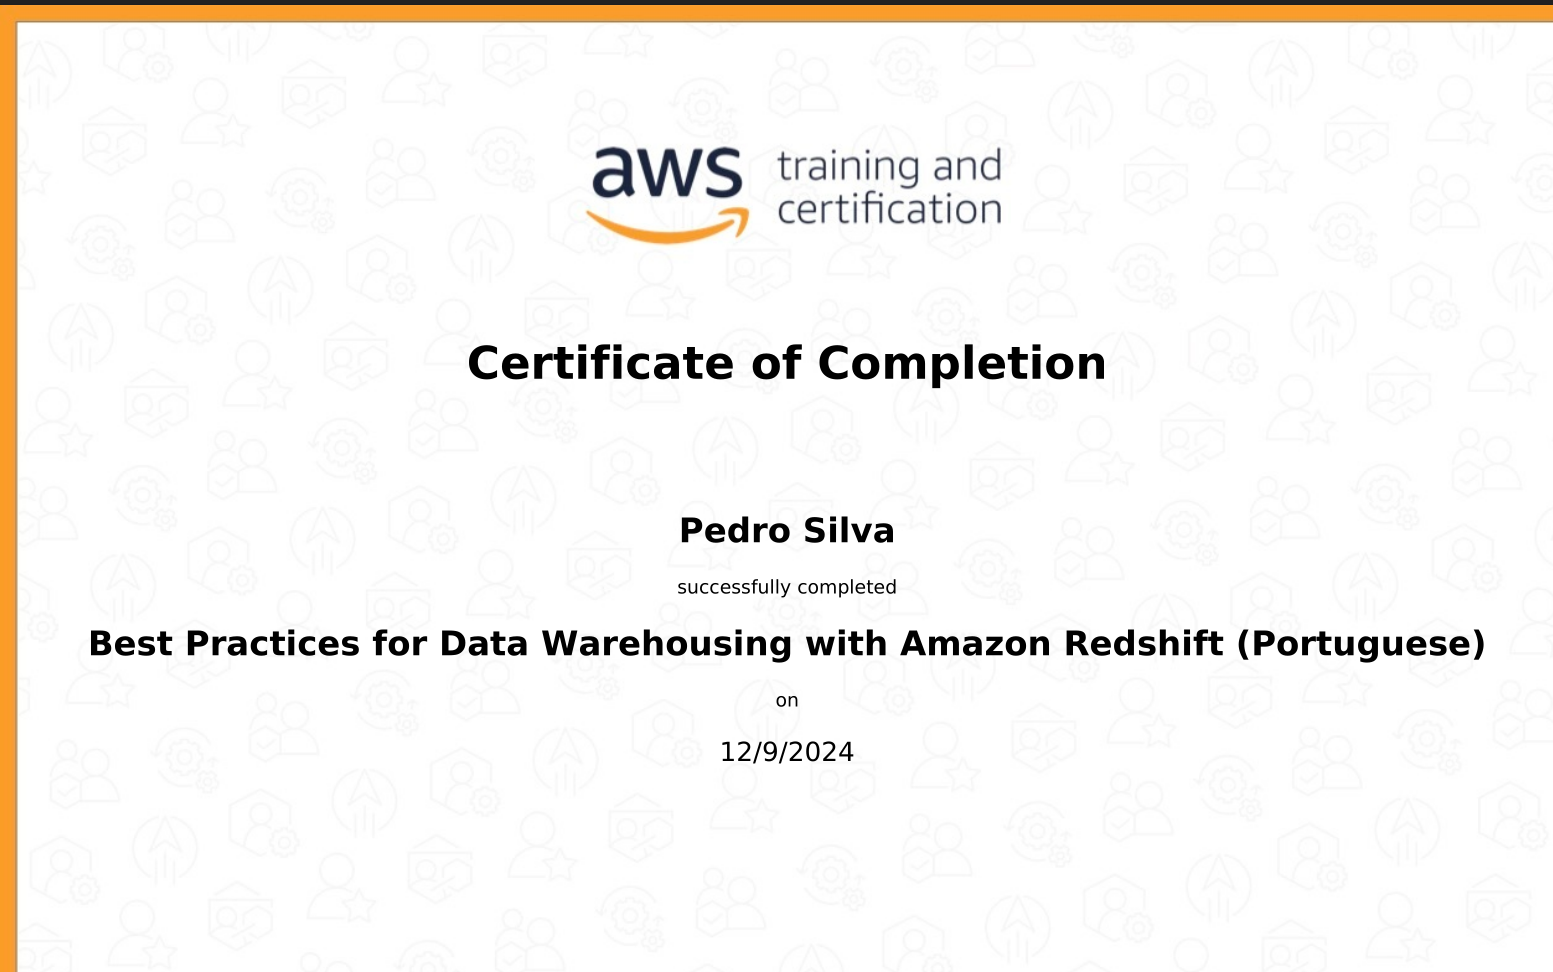 aws training and
certification
Certificate of Completion
Pedro Silva
successfully completed
Best Practices for Data Warehousing with Amazon Redshift (Portuguese)
on
12/9/2024